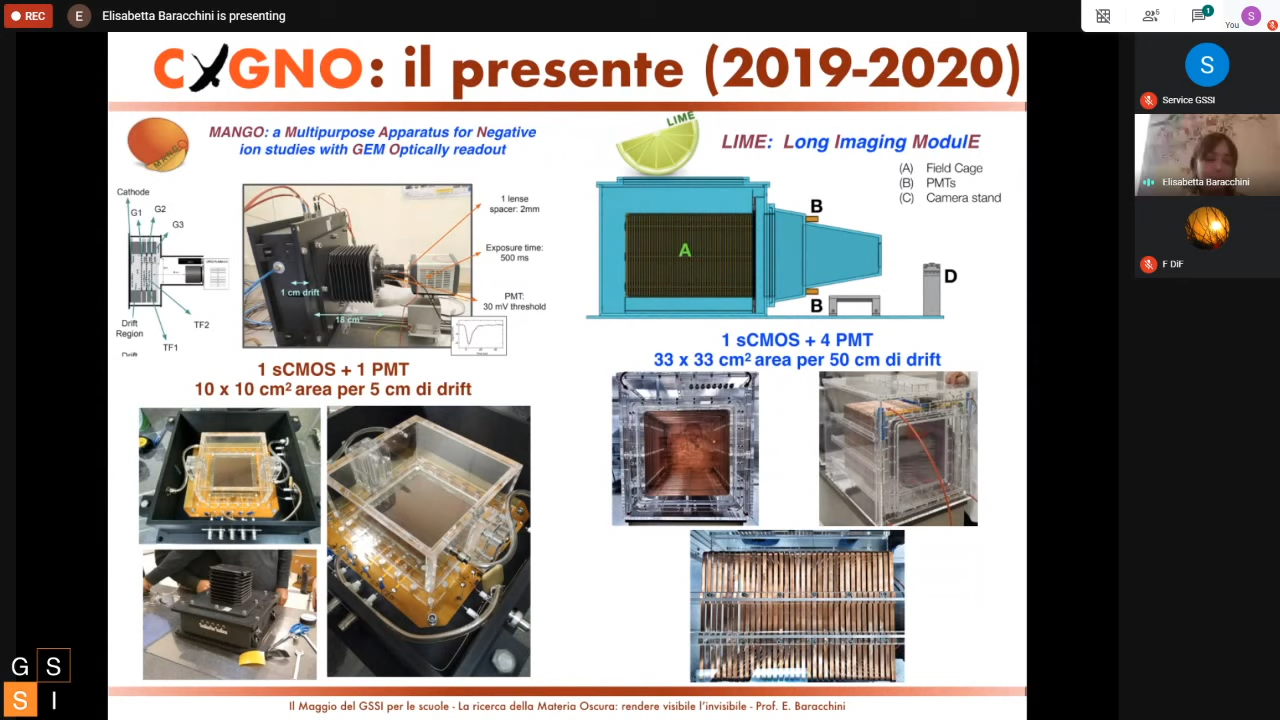 REC
E
Elisabetta Baracchini is presenting
6
1
You
S
CYGNO: il presente (2019-2020)
MANGO: a Multipurpose Apparatus for Negative
ion studies with GEM Optically readout
MANGO
Cathode
G1
G2
G3
Drift
Region
TF2
TF1
1 cm drift
18 cm
1 lense
spacer: 2mm
Exposure time:
500 ms
PMT:
30 mV threshold
1 sCMOS + 1 PMT
10 x 10 cm² area per 5 cm di drift
LIME
LIME: Long Imaging ModulE
(A) Field Cage
(B) PMTs
(C) Camera stand
A
B
B
D
1 sCMOS + 4 PMT
33 x 33 cm² area per 50 cm di drift
Il Maggio del GSSI per le scuole - La ricerca della Materia Oscura: rendere visibile l'invisibile - Prof. E. Baracchini
G S
S I
S
Service GSSI
Elisabetta Baracchini
F DiF